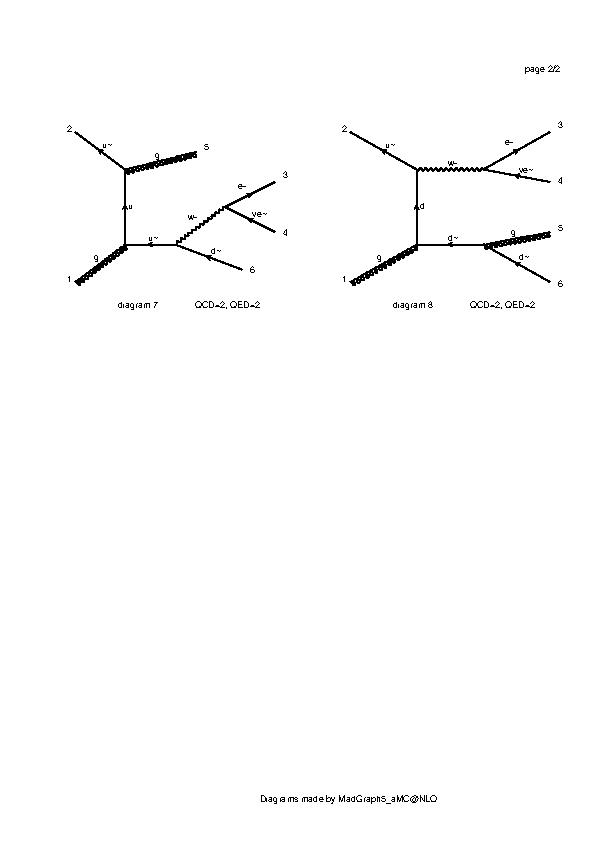 page 2/2
2
u~
g
5
u
e-
3
w-
ve~
4
g
u~
d~
1
6
diagram 7
QCD=2, QED=2
2
u~
w-
e-
3
ve~
4
d
g
d~
g
5
d~
1
6
diagram 8
QCD=2, QED=2
Diagrams made by MadGraph5_aMC@NLO